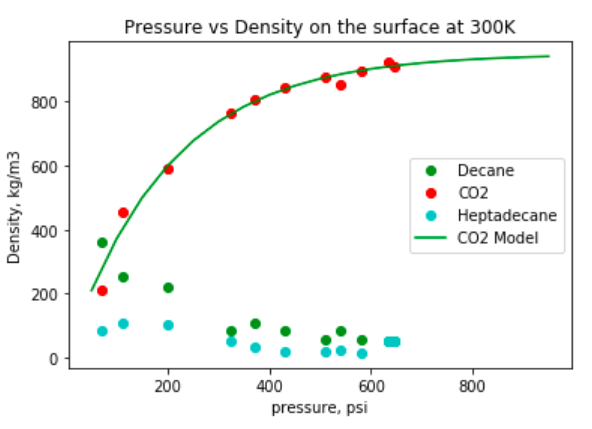 Pressure vs Density on the surface at 300K
Density, kg/m3
800
600
400
200
0
Decane
CO2
Heptadecane
CO2 Model
200 400 600 800
pressure, psi